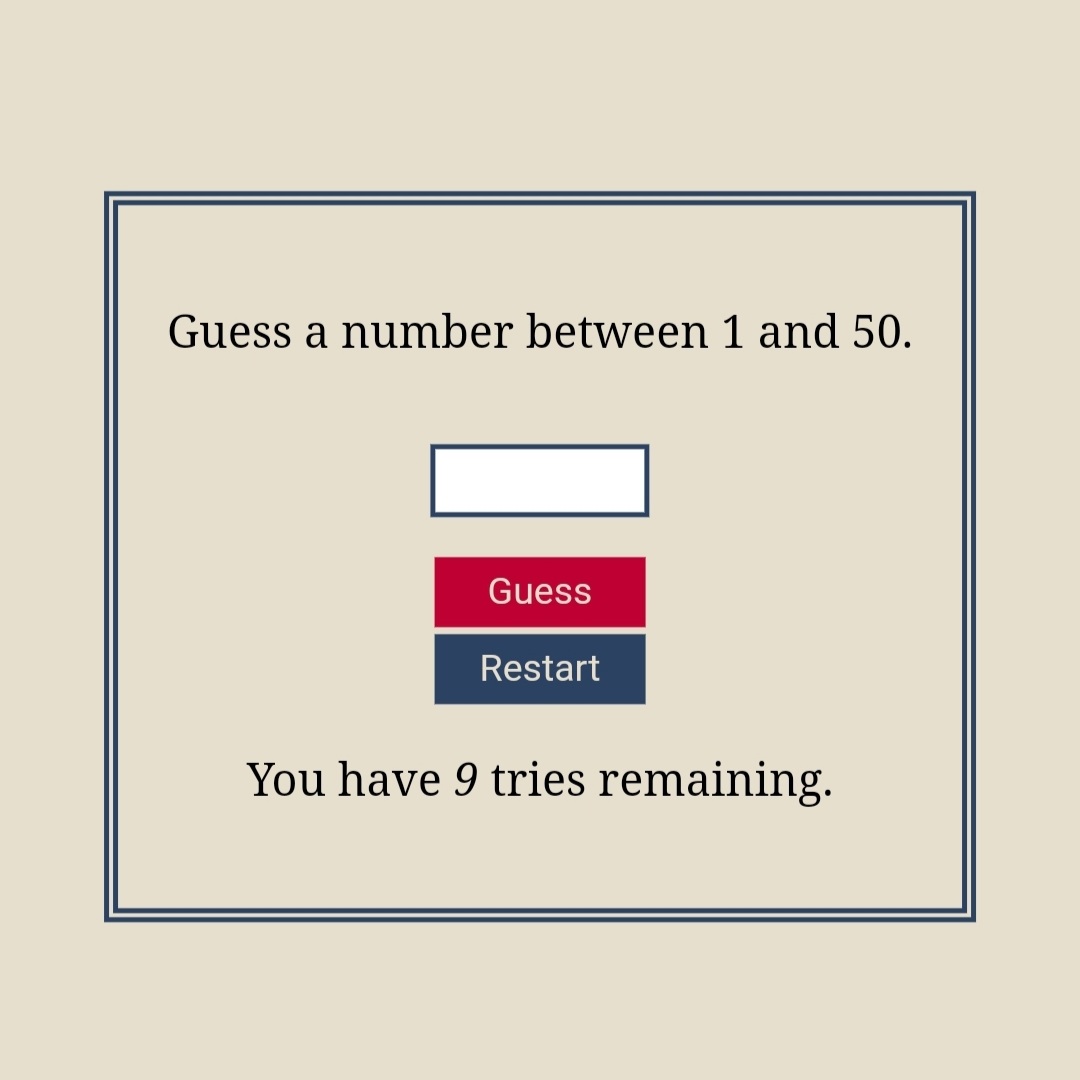 Guess a number between 1 and 50.
Guess
Restart
You have 9 tries remaining.